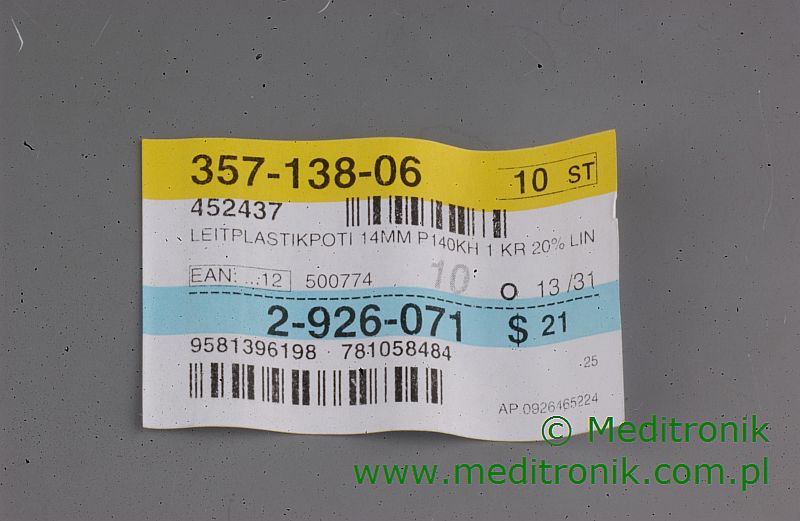 357-138-06 10 ST
452437
LEITPLASTIKPOTI 14MM P140KH 1 KR 20% LIN
EAN: ...12 500774 10 O 13/31
2-926-071 $ 21
9581396198 781058484
.25
AP 0926465224
© Meditronik
www.meditronik.com.pl